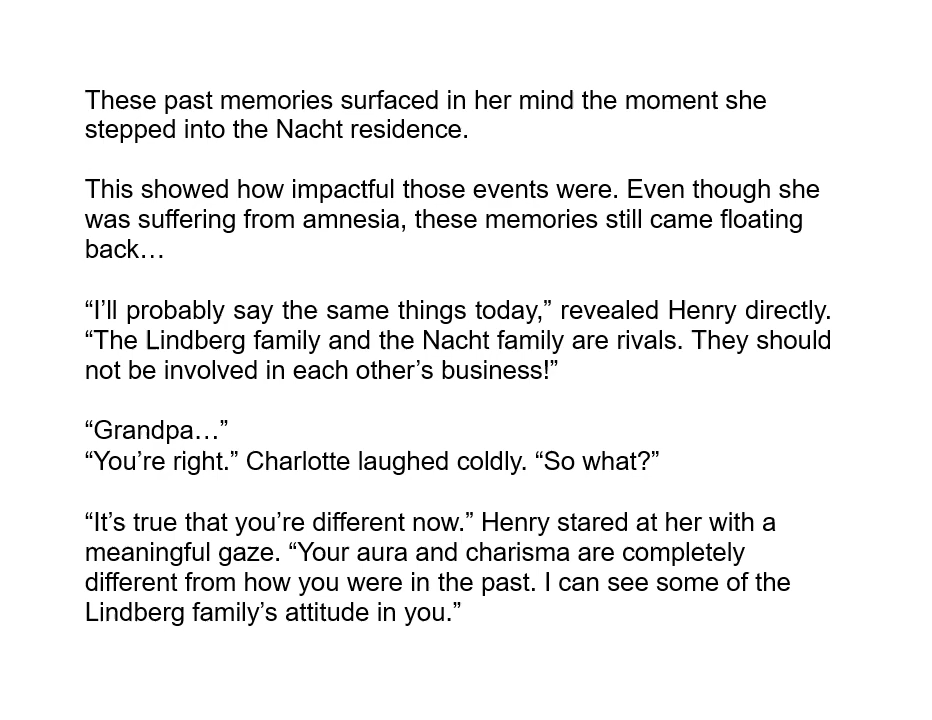 These past memories surfaced in her mind the moment she
stepped into the Nacht residence.
This showed how impactful those events were. Even though she
was suffering from amnesia, these memories still came floating
back…
“I’ll probably say the same things today,” revealed Henry directly.
“The Lindberg family and the Nacht family are rivals. They should
not be involved in each other’s business!”
“Grandpa…”
“You’re right.” Charlotte laughed coldly. “So what?”
“It’s true that you’re different now.” Henry stared at her with a
meaningful gaze. “Your aura and charisma are completely
different from how you were in the past. I can see some of the
Lindberg family’s attitude in you.”